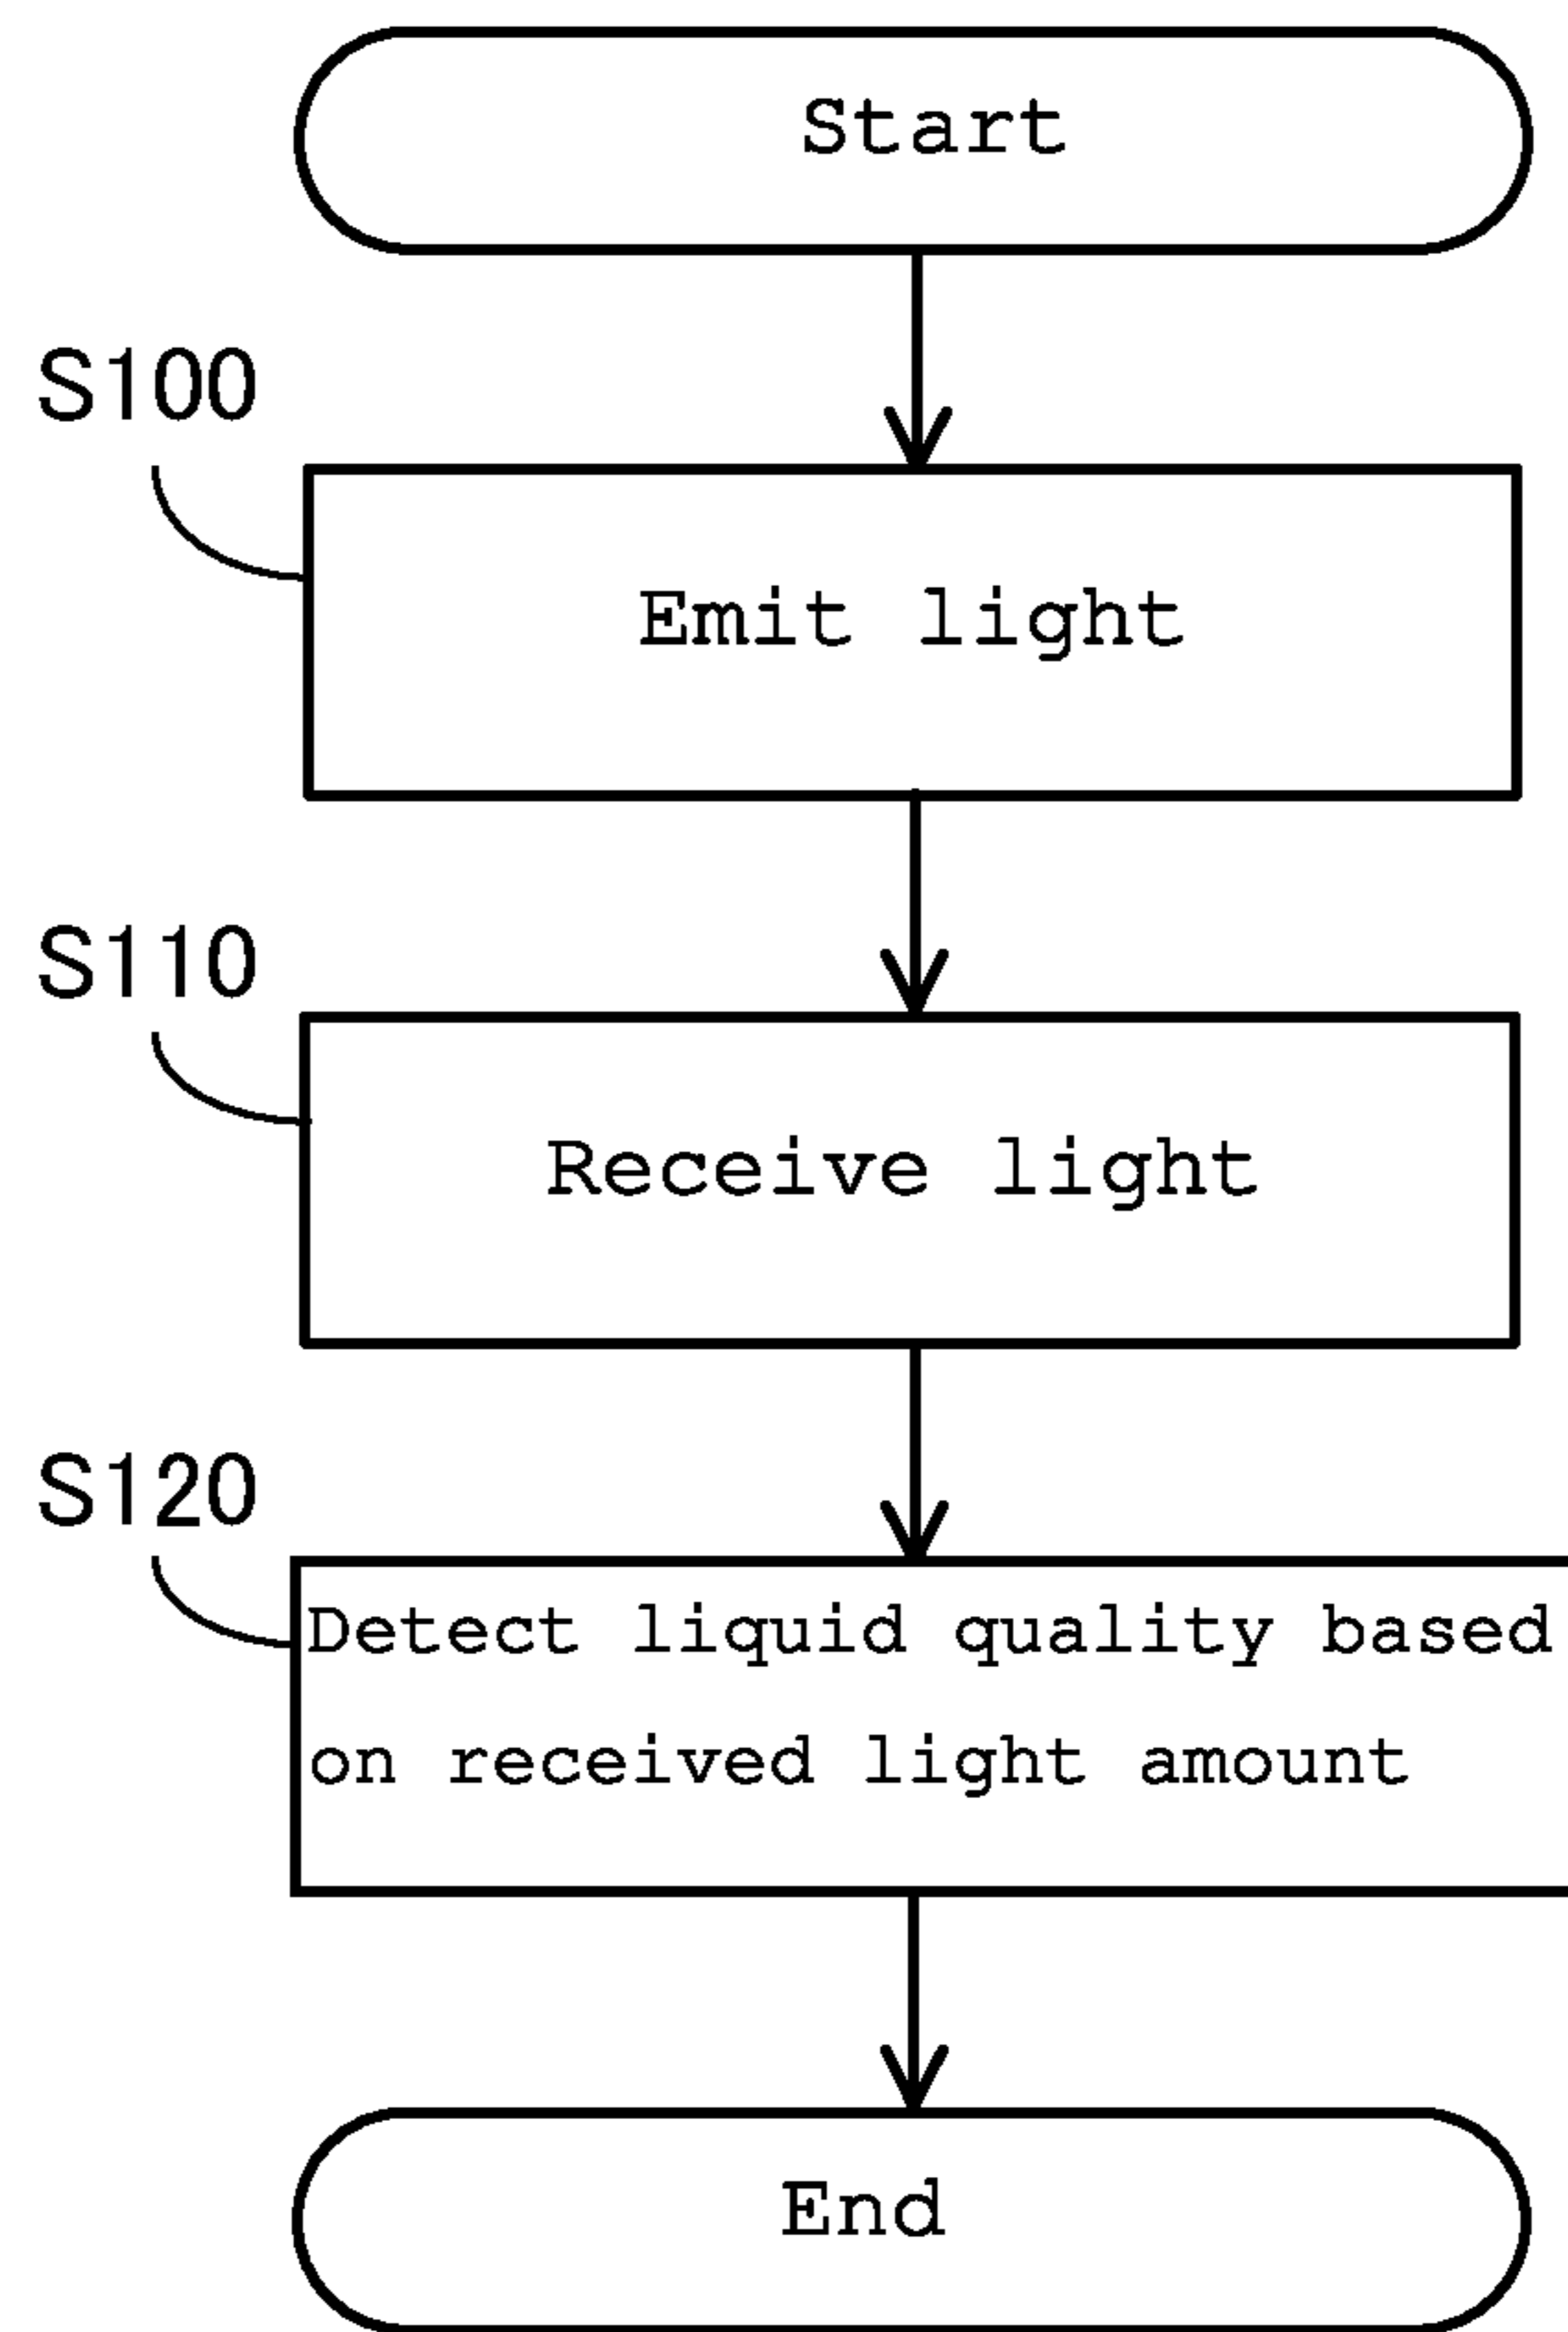 Start
S100
Emit light
S110
Receive light
S120
Detect liquid quality based
on received light amount
End